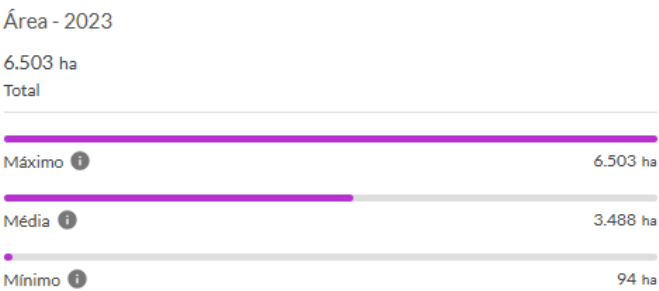 Área - 2023
6.503 ha
Total
Máximo
6.503 ha
Média
3.488 ha
Mínimo
94 ha